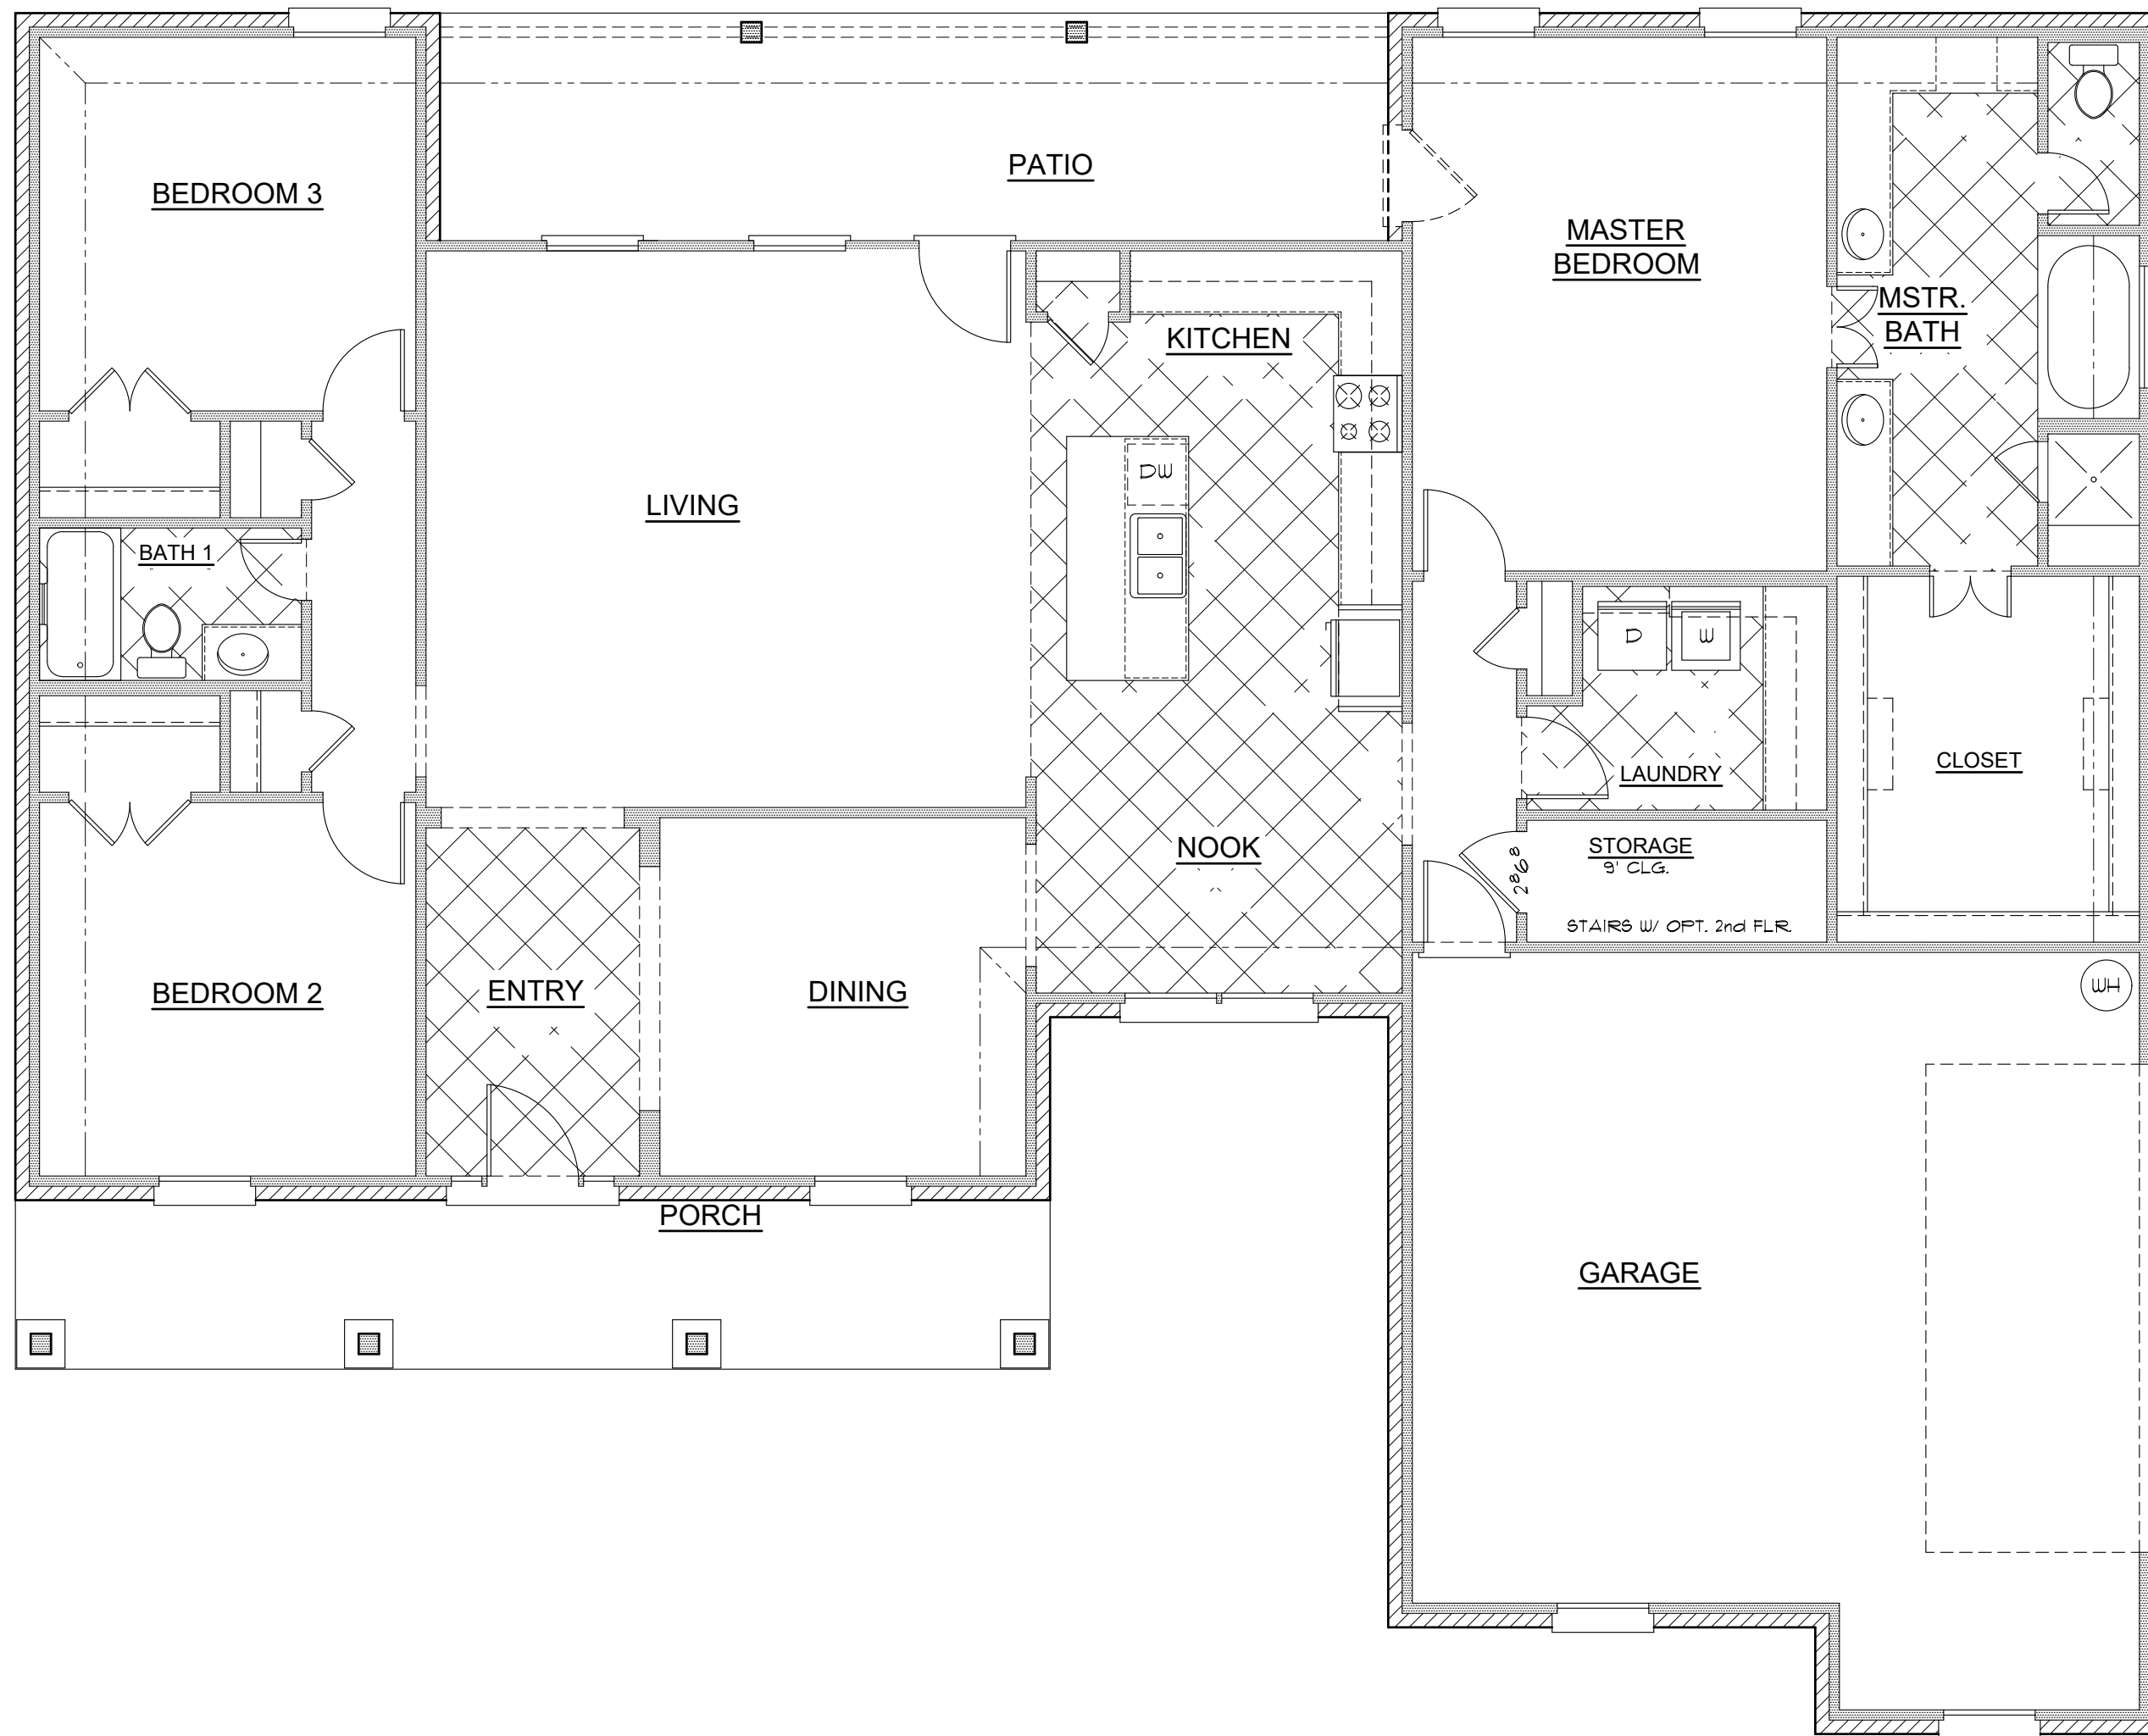 PATIO
BEDROOM 3
MASTER
BEDROOM
MSTR.
BATH
KITCHEN
DW
LIVING
BATH 1
D
W
LAUNDRY
CLOSET
NOOK
STORAGE
9' CLG.
2868
STAIRS W/ OPT. 2nd FLR.
BEDROOM 2
ENTRY
DINING
WH
PORCH
GARAGE